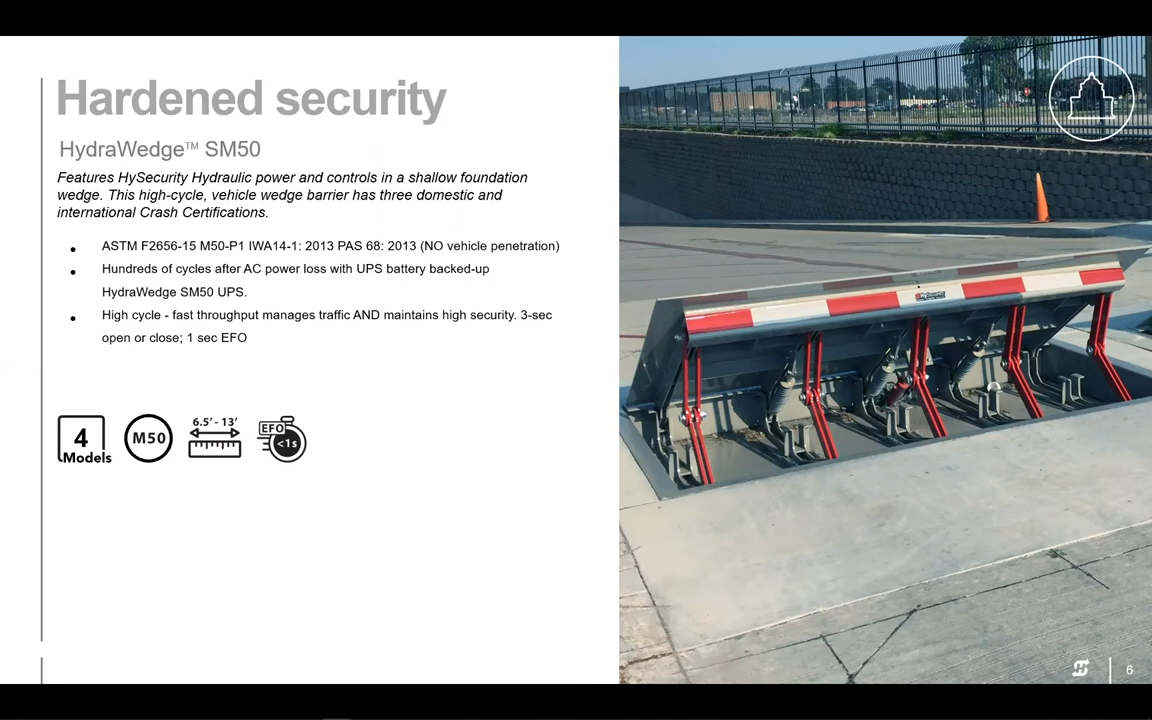 Hardened security
HydraWedge™ SM50
Features HySecurity Hydraulic power and controls in a shallow foundation
wedge. This high-cycle, vehicle wedge barrier has three domestic and
international Crash Certifications.
• ASTM F2656-15 M50-P1 IWA14-1: 2013 PAS 68: 2013 (NO vehicle penetration)
• Hundreds of cycles after AC power loss with UPS battery backed-up
HydraWedge SM50 UPS.
• High cycle - fast throughput manages traffic AND maintains high security. 3-sec
open or close; 1 sec EFO
4
Models
M50
6.5' - 13'
EFO
<1s
6